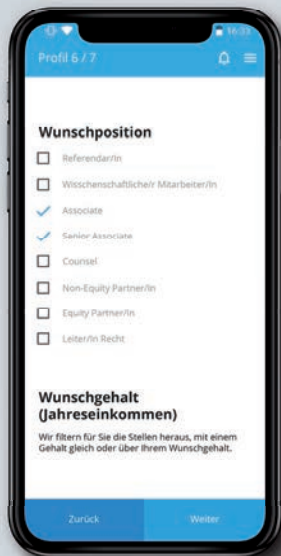 16:33
Profil 6 / 7
Wunschposition
Referendar/in
Wisschenschaftliche/r Mitarbeiter/in
Associate
Senior Associate
Counsel
Non-Equity Partner/in
Equity Partner/in
Leiter/in Recht
Wunschgehalt
(Jahreseinkommen)
Wir filtern für Sie die Stellen heraus, mit einem
Gehalt gleich oder über Ihrem Wunschgehalt.
Zurück Weiter